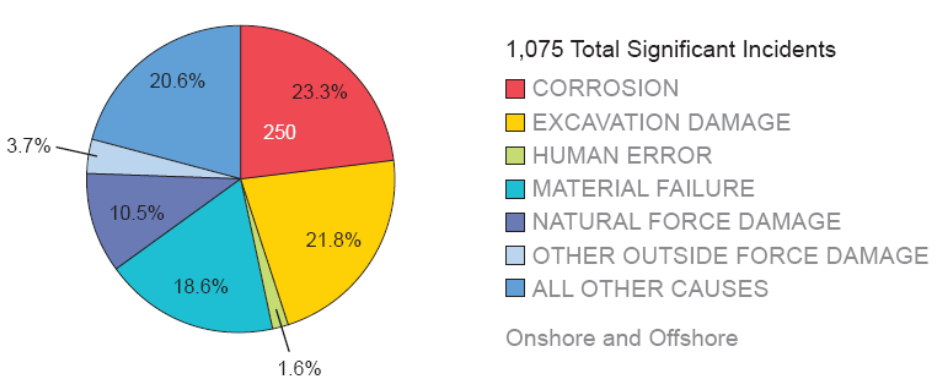 20.6%
23.3%
250
3.7%
10.5%
21.8%
18.6%
1.6%
1,075 Total Significant Incidents
CORROSION
EXCAVATION DAMAGE
HUMAN ERROR
MATERIAL FAILURE
NATURAL FORCE DAMAGE
OTHER OUTSIDE FORCE DAMAGE
ALL OTHER CAUSES
Onshore and Offshore